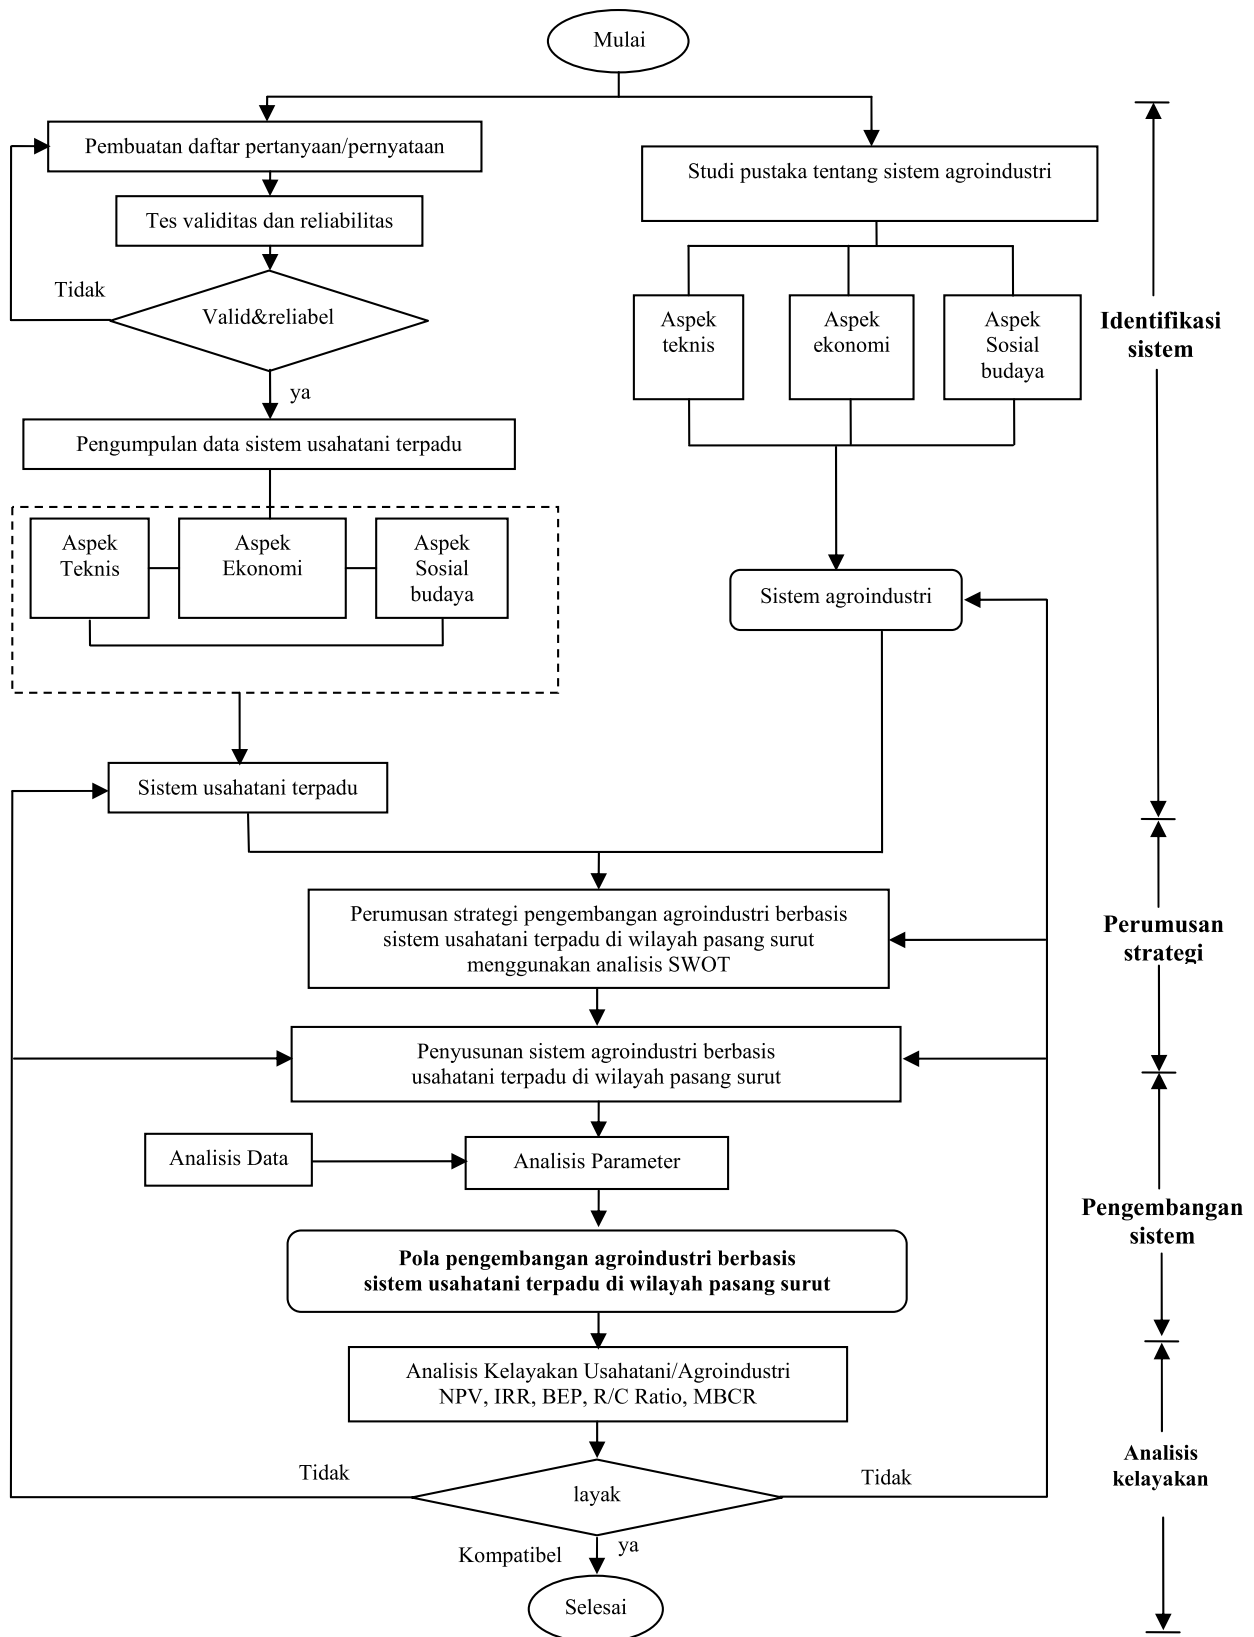 Mulai
Pembuatan daftar pertanyaan/pernyataan
Tes validitas dan reliabilitas
Tidak
Valid&reliabel
ya
Pengumpulan data sistem usahatani terpadu
Aspek
Teknis
Aspek
Ekonomi
Aspek
Sosial
budaya
Sistem usahatani terpadu
Studi pustaka tentang sistem agroindustri
Aspek
teknis
Aspek
ekonomi
Aspek
Sosial
budaya
Sistem agroindustri
Identifikasi
sistem
Perumusan strategi pengembangan agroindustri berbasis
sistem usahatani terpadu di wilayah pasang surut
menggunakan analisis SWOT
Perumusan
strategi
Penyusunan sistem agroindustri berbasis
usahatani terpadu di wilayah pasang surut
Analisis Data
Analisis Parameter
Pola pengembangan agroindustri berbasis
sistem usahatani terpadu di wilayah pasang surut
Pengembangan
sistem
Analisis Kelayakan Usahatani/Agroindustri
NPV, IRR, BEP, R/C Ratio, MBCR
Tidak
layak
Tidak
Analisis
kelayakan
Kompatibel
ya
Selesai